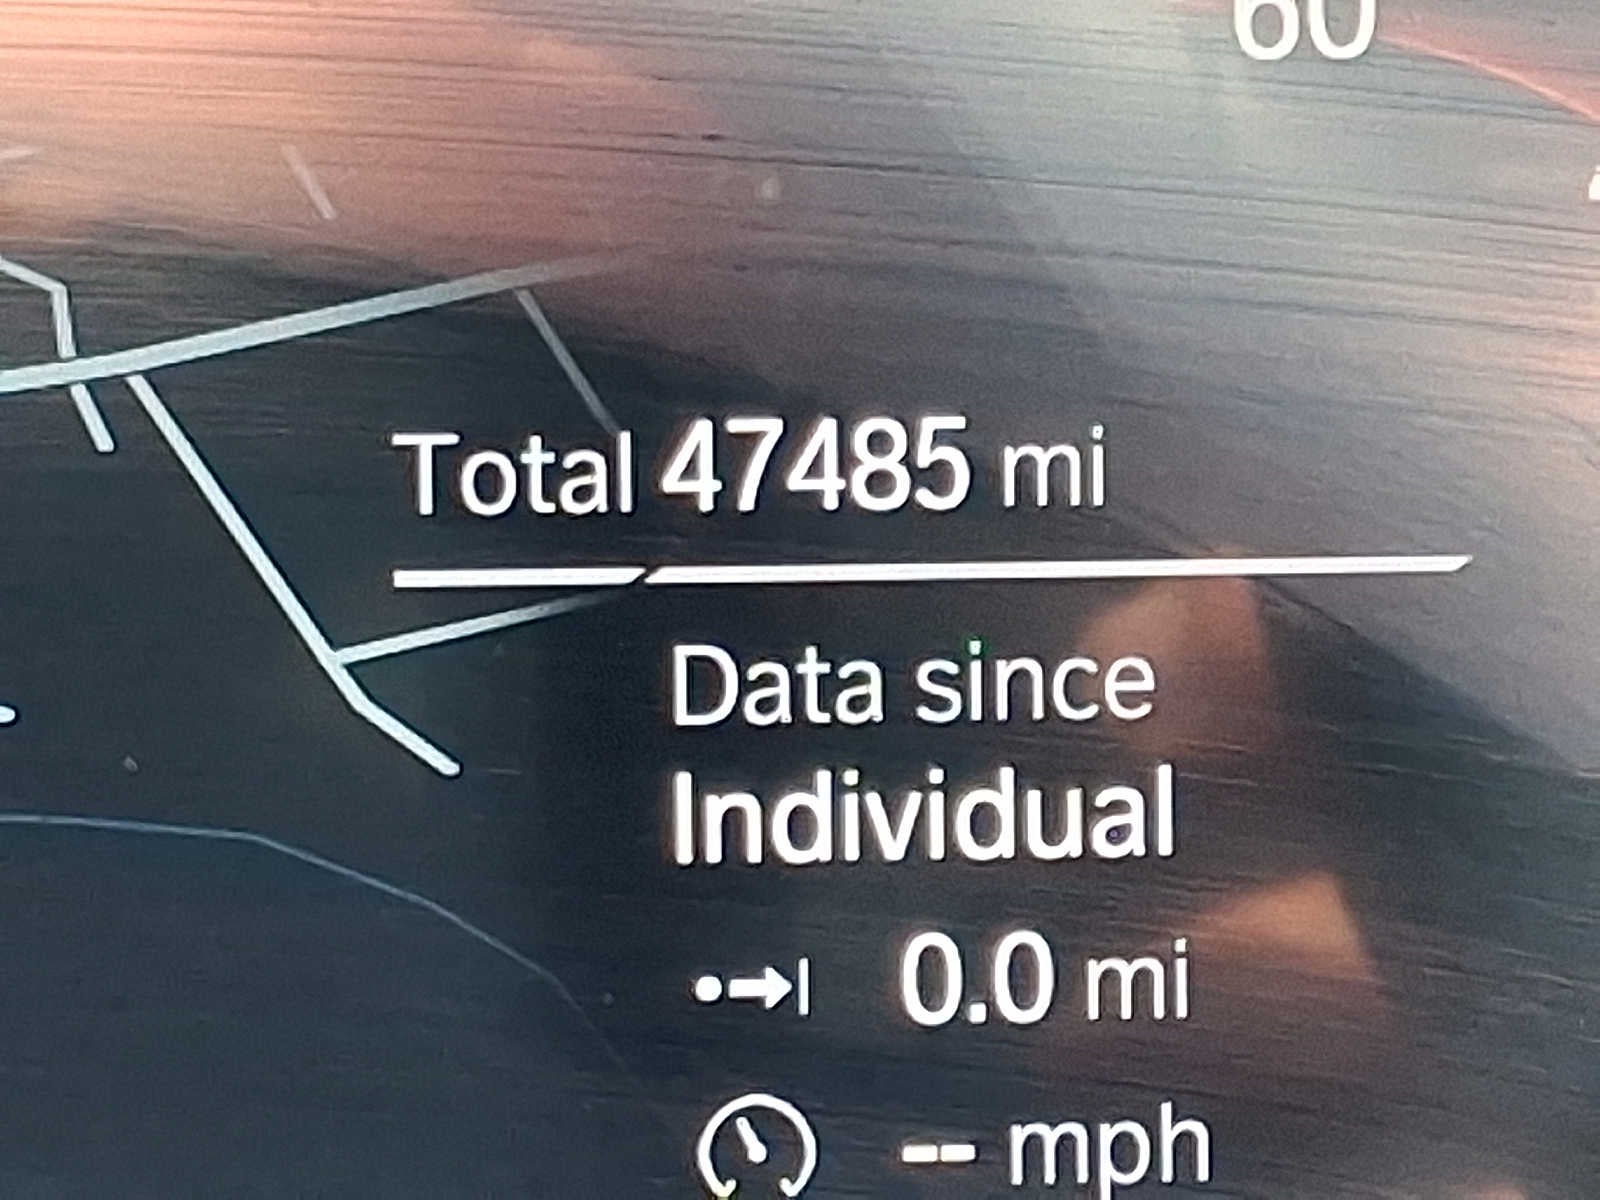 60
Total 47485 mi
Data since
Individual
0.0 mi
-- mph